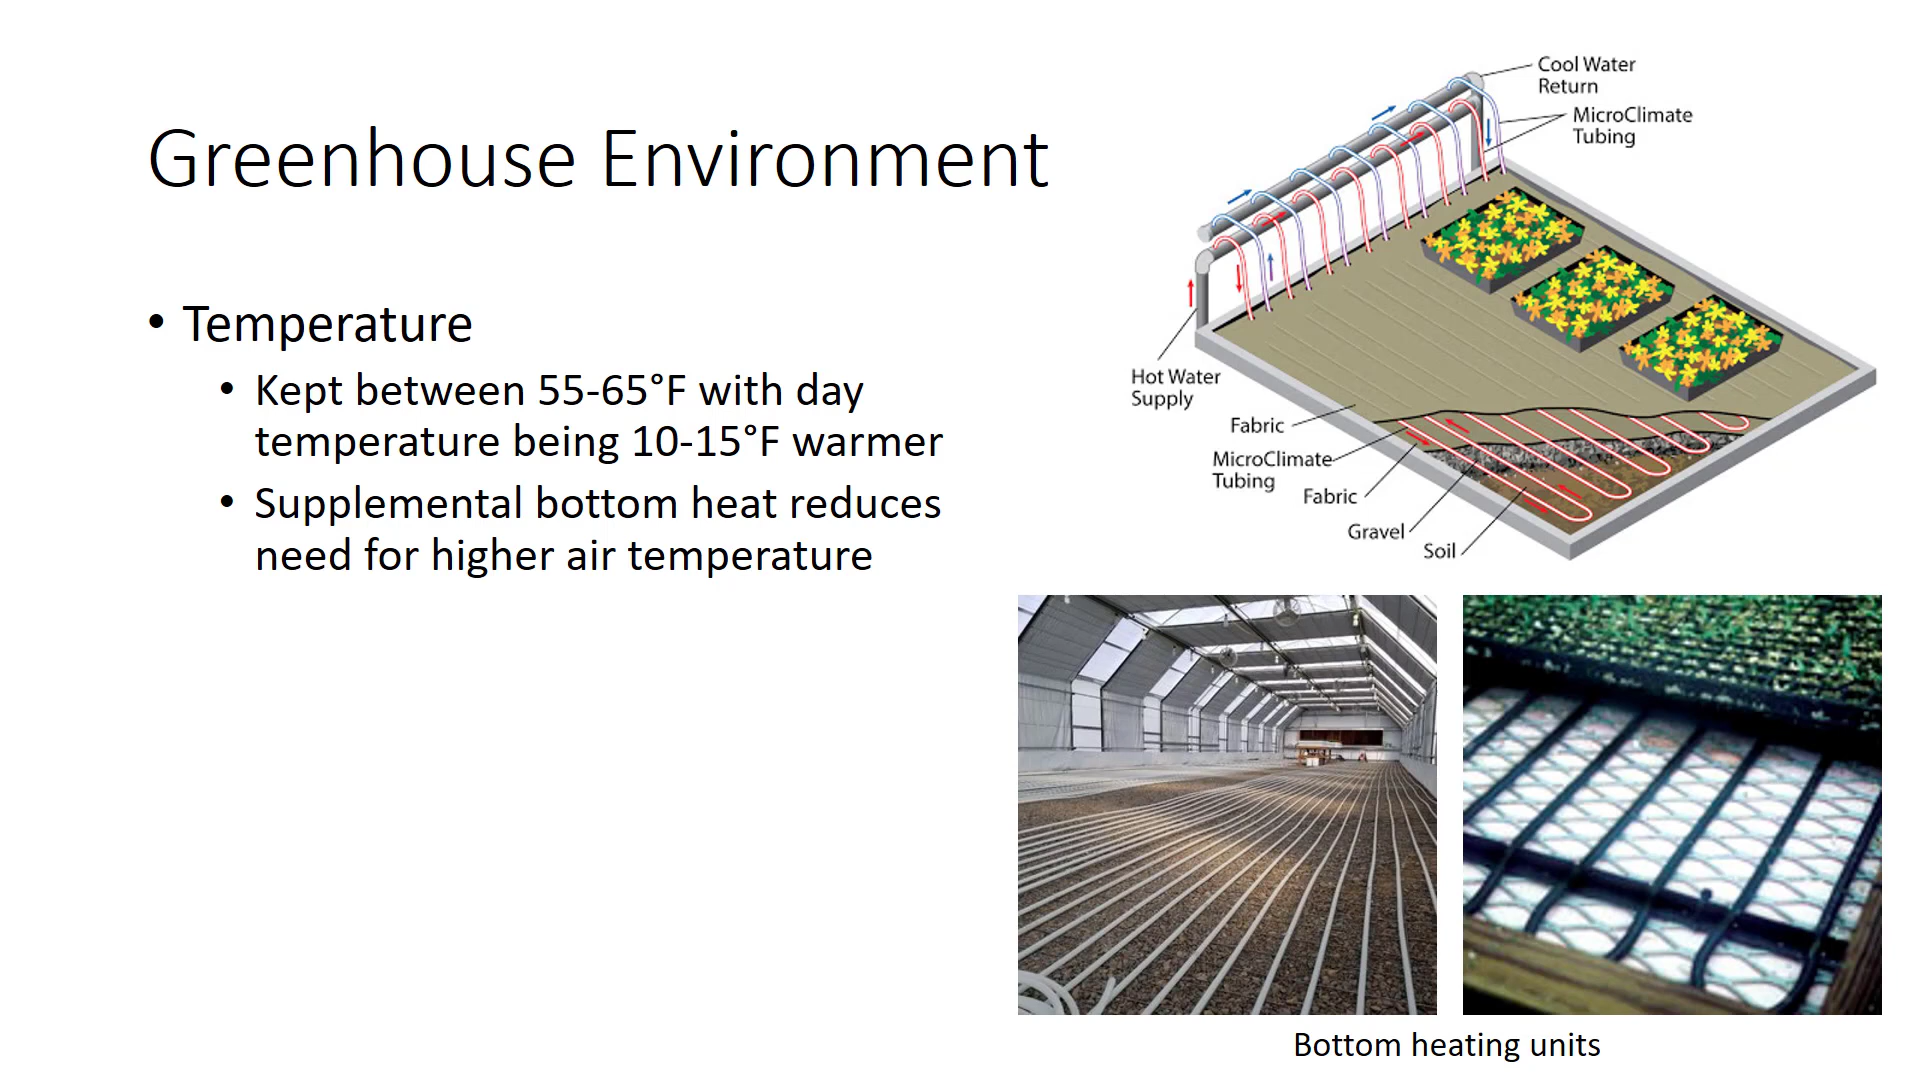 Greenhouse Environment
• Temperature
• Kept between 55-65°F with day
temperature being 10-15°F warmer
• Supplemental bottom heat reduces
need for higher air temperature
Cool Water
Return
MicroClimate
Tubing
Hot Water
Supply
Fabric
MicroClimate
Tubing
Fabric
Gravel
Soil
Bottom heating units